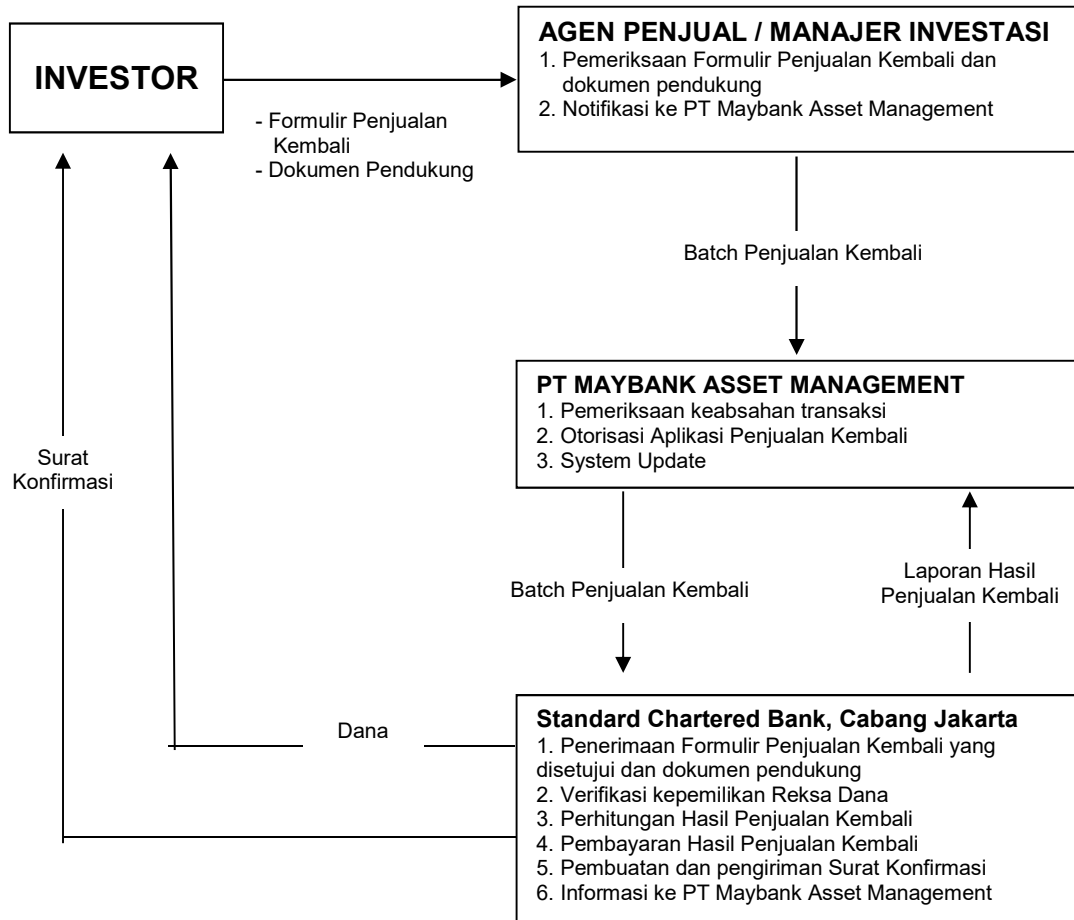 INVESTOR
AGEN PENJUAL / MANAJER INVESTASI
1. Pemeriksaan Formulir Penjualan Kembali dan
dokumen pendukung
2. Notifikasi ke PT Maybank Asset Management
- Formulir Penjualan
Kembali
- Dokumen Pendukung
Batch Penjualan Kembali
PT MAYBANK ASSET MANAGEMENT
1. Pemeriksaan keabsahan transaksi
2. Otorisasi Aplikasi Penjualan Kembali
3. System Update
Surat
Konfirmasi
Batch Penjualan Kembali
Laporan Hasil
Penjualan Kembali
Dana
Standard Chartered Bank, Cabang Jakarta
1. Penerimaan Formulir Penjualan Kembali yang
disetujui dan dokumen pendukung
2. Verifikasi kepemilikan Reksa Dana
3. Perhitungan Hasil Penjualan Kembali
4. Pembayaran Hasil Penjualan Kembali
5. Pembuatan dan pengiriman Surat Konfirmasi
6. Informasi ke PT Maybank Asset Management